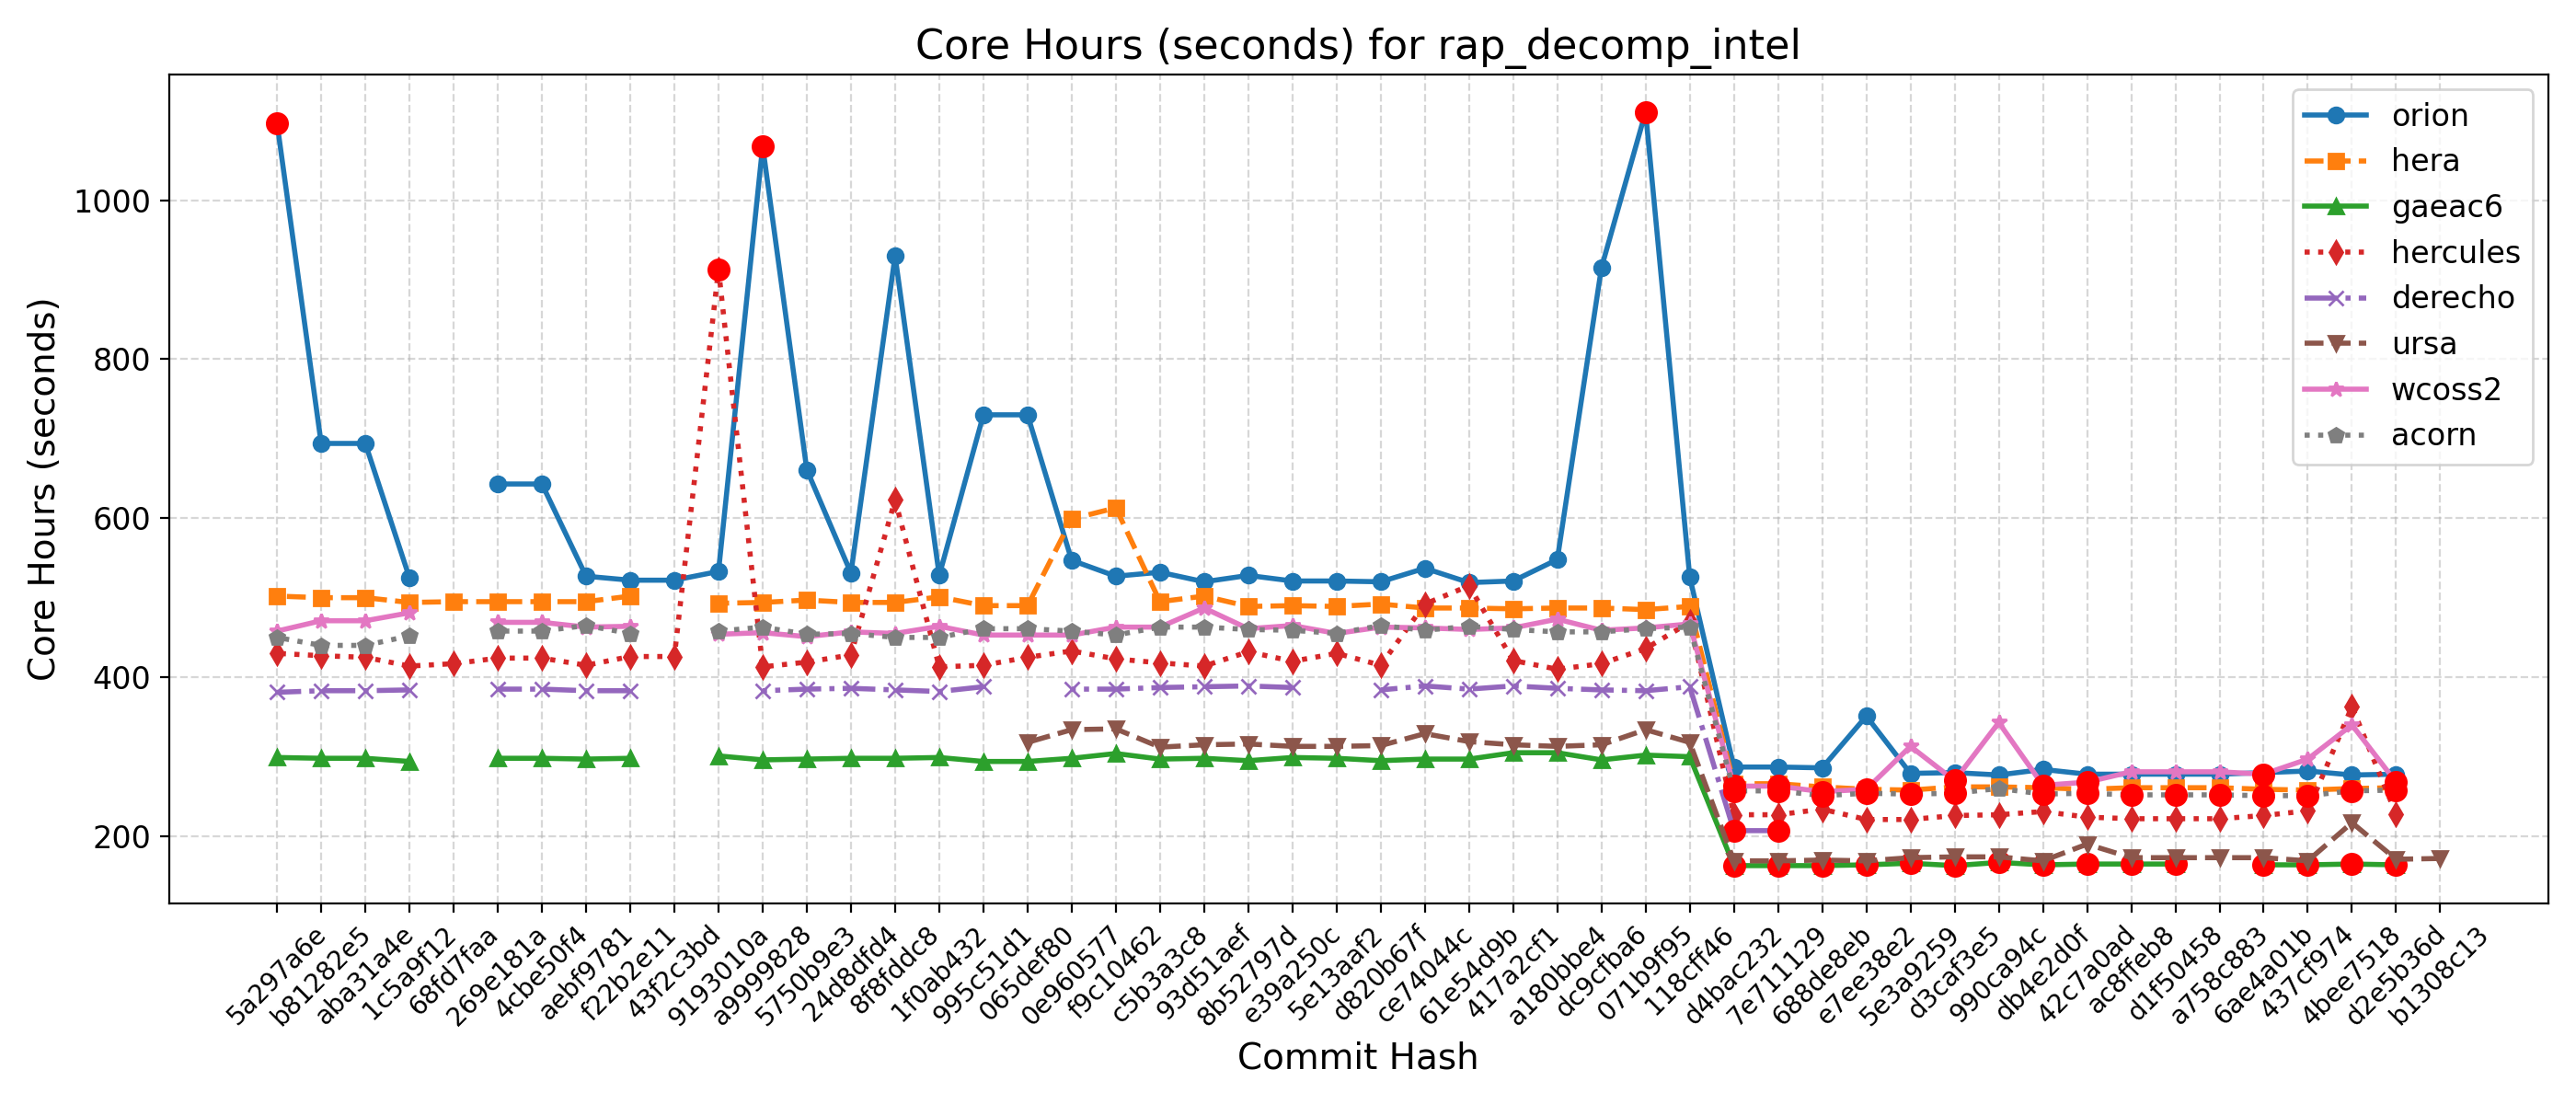 Core Hours (seconds) for rap_decomp_intel
Core Hours (seconds)
1000
800
600
400
200
orion
hera
gaeac6
hercules
derecho
ursa
wcoss2
acorn
5a297a6e
b81282e5
aba31a4e
1c5a9f12
68fd7faa
269e181a
4cbe50f4
aebf9781
f22b2e11
43f2c3bd
9193010a
a9999828
5750b9e3
24d8dfd4
8f8fddc8
1f0ab432
995c51d1
065def80
0e960577
f9c10462
c5b3a3c8
93d51aef
8b52797d
e39a250c
5e13aaf2
d820b67f
ce74044c
61e54d9b
417a2cf1
a180bbe4
dc9cfba6
071b9f95
118cff46
d4bac232
7e711129
688de8eb
e7ee38e2
5e3a9259
d3caf3e5
990ca94c
db4e2d0f
42c7a0ad
ac8ffeb8
d1f50458
a758c883
6ae4a01b
437cf974
4bee7518
d2e5b36d
b1308c13
Commit Hash